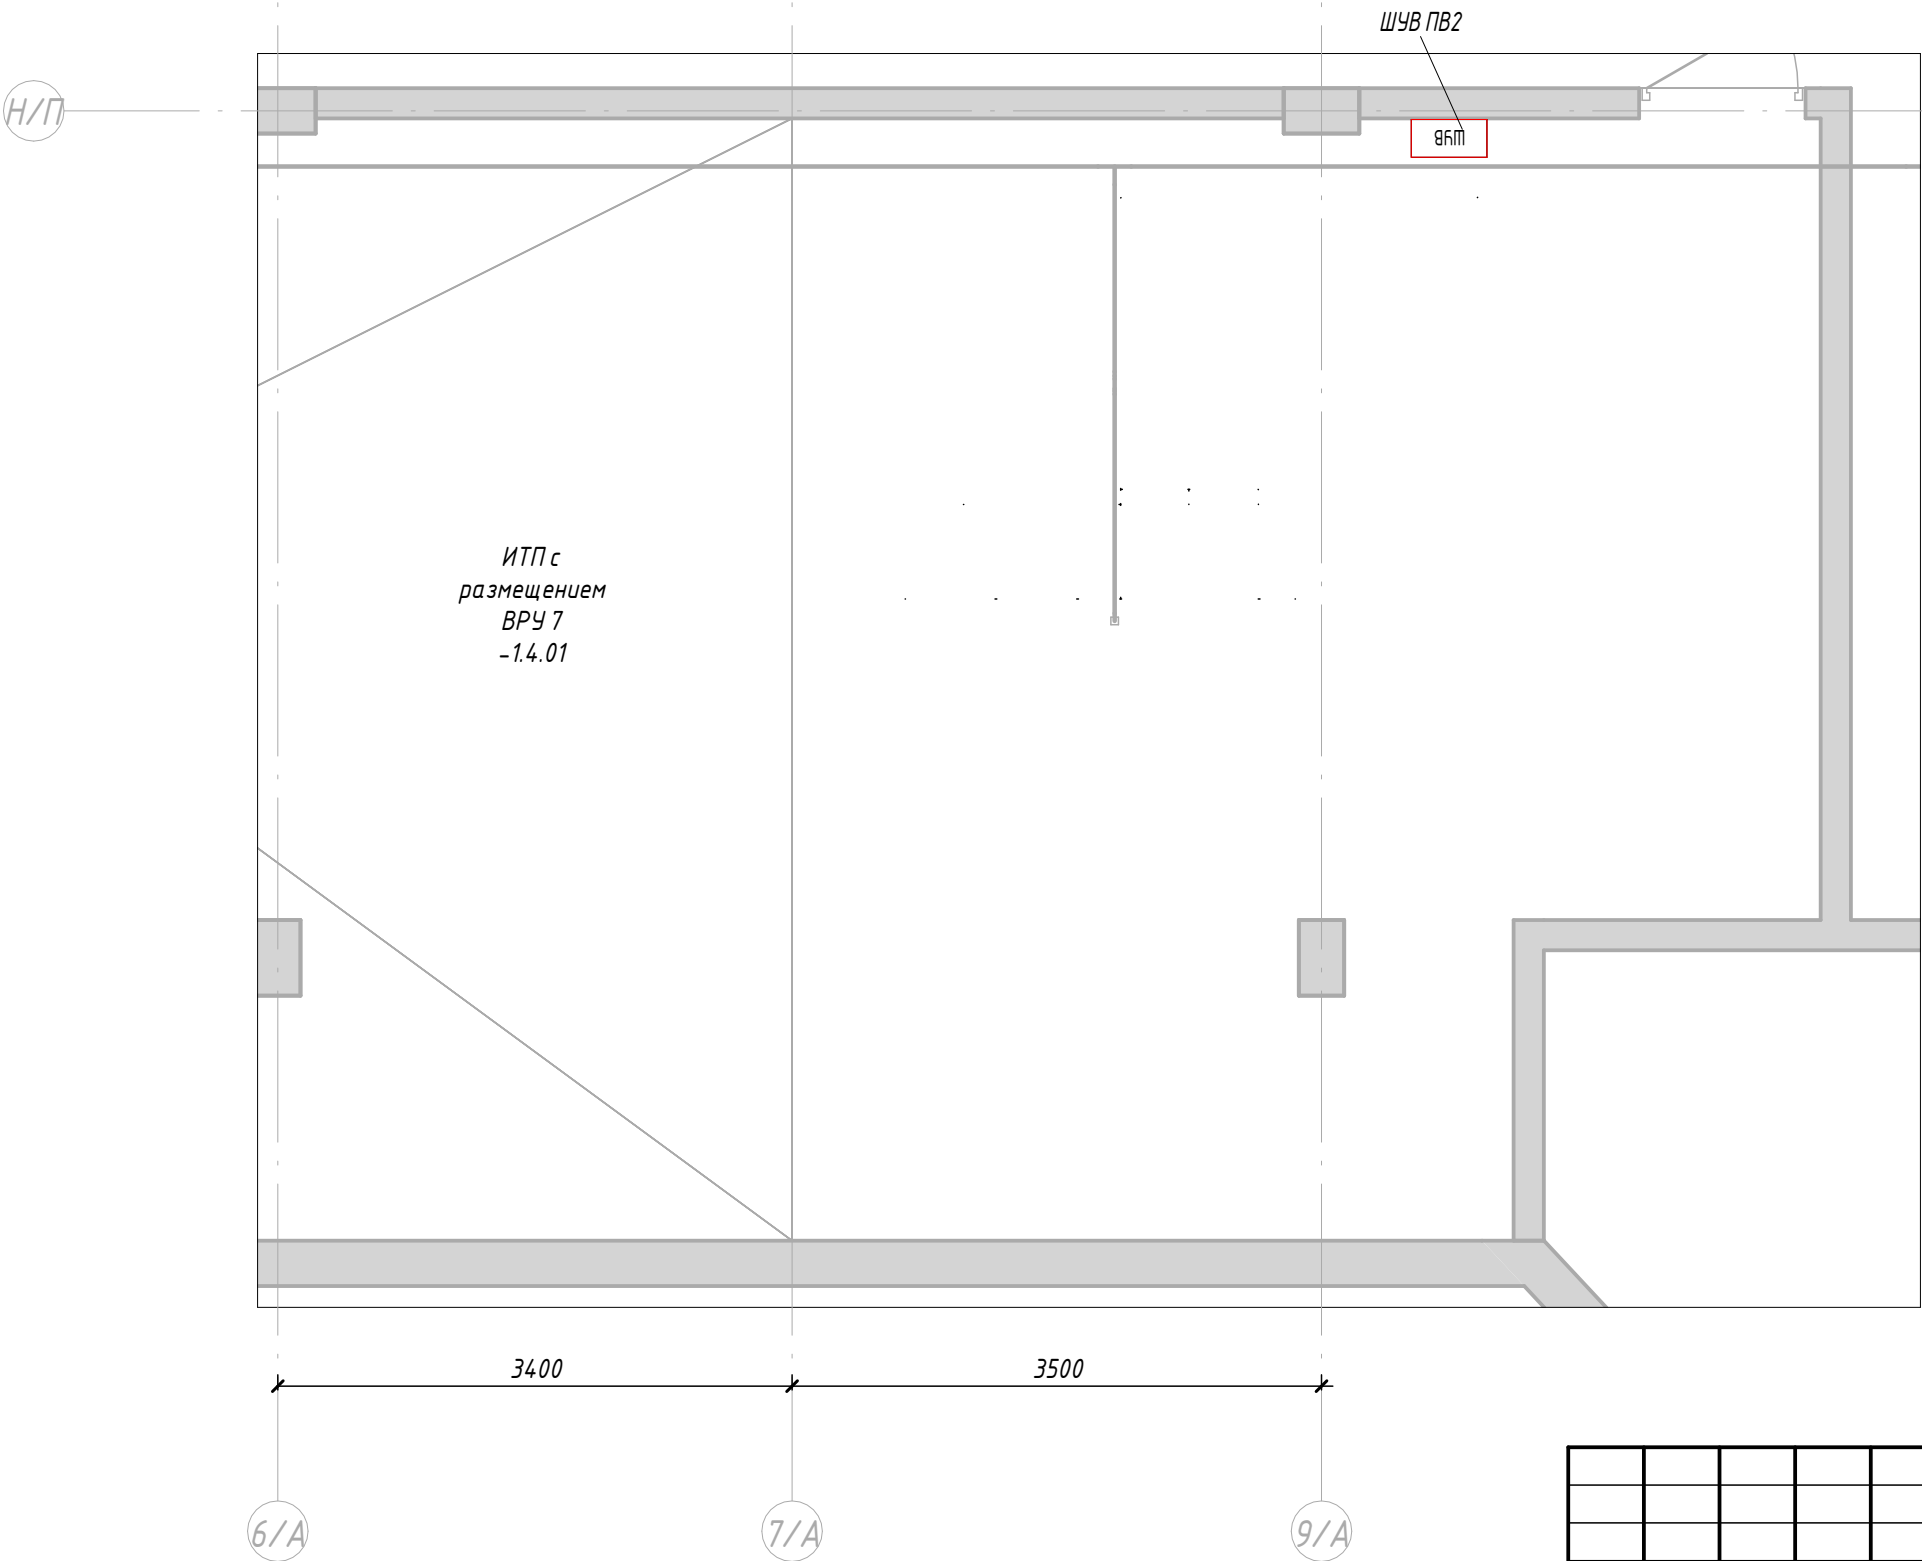 ШУВ ПВ2
Н/П
ШУВ
ИТП с
размещением
ВРУ 7
-1.4.01
3400
3500
6/А
7/А
9/А